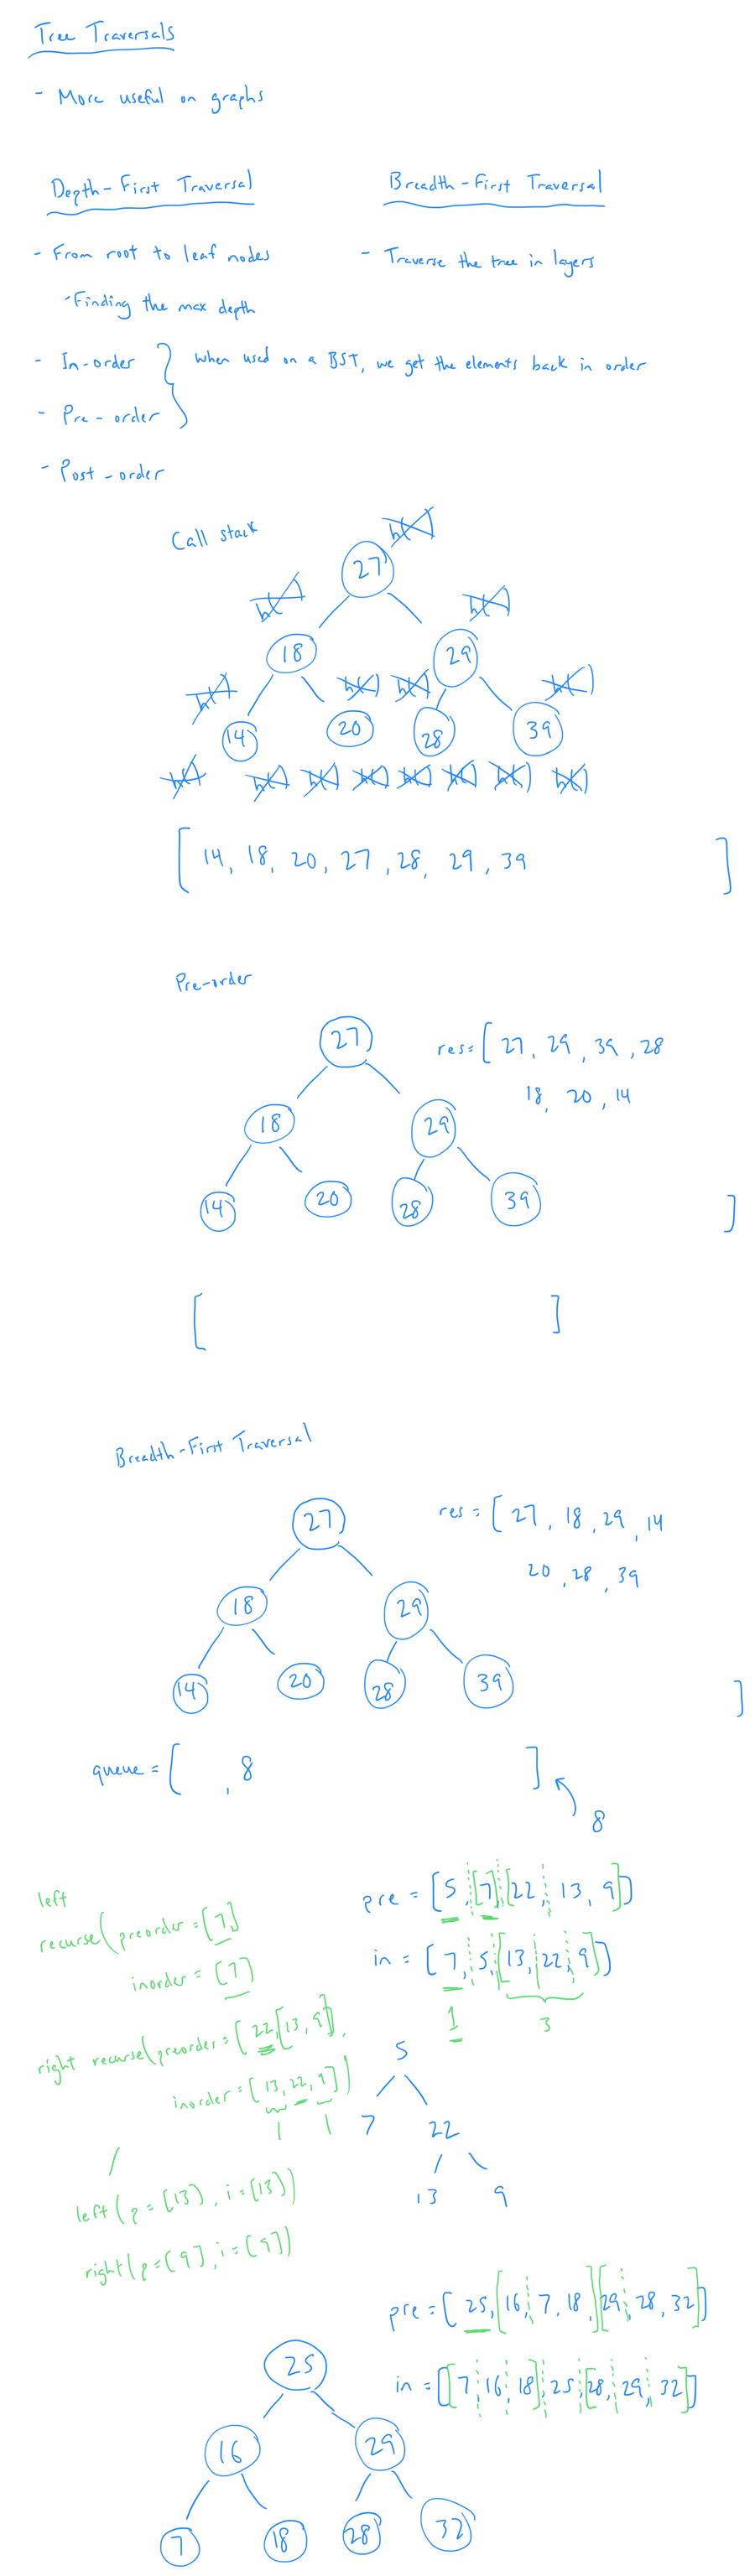 Tree Traversals
- More useful on graphs
Depth-First Traversal
- From root to leaf nodes
- Finding the max depth
- In-order } When used on a BST, we get the elements back in order
- Pre-order
- Post-order
Breadth-First Traversal
- Traverse the tree in layers
Call stack
h()
27
h() h()
18 29
h() h() h() h()
14 20 28 39
h() h() h() h() h() h() h() h()
[ 14, 18, 20, 27, 28, 29, 39 ]
Pre-order
27
18 29
14 20 28 39
res = [ 27, 29, 39, 28
18, 20, 14
]
[ ]
Breadth-First Traversal
27
18 29
14 20 28 39
res = [ 27, 18, 29, 14
20, 28, 39
]
queue = [ , 8 ]
8
left
recurse(preorder = [7]
inorder = [7]
right recurse(preorder = [22[13, 9]],
inorder = [13, 22, 9])
1 1
left(p = [13], i = [13])
right(p = [9], i = [9])
pre = [5, [7], [22, 13, 9]]
in = [7, 5, [13, 22, 9]]
1 3
5
7 22
13 9
pre = [25, [16, 7, 18, ][29, 28, 32]]
in = [[7, 16, 18], 25, [28, 29, 32]]
25
16 29
7 18 28 32